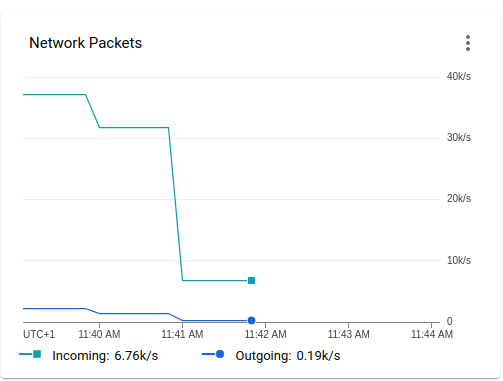 Network Packets
40k/s
30k/s
20k/s
10k/s
0
UTC+1 11:40 AM 11:41 AM 11:42 AM 11:43 AM 11:44 AM
Incoming: 6.76k/s Outgoing: 0.19k/s